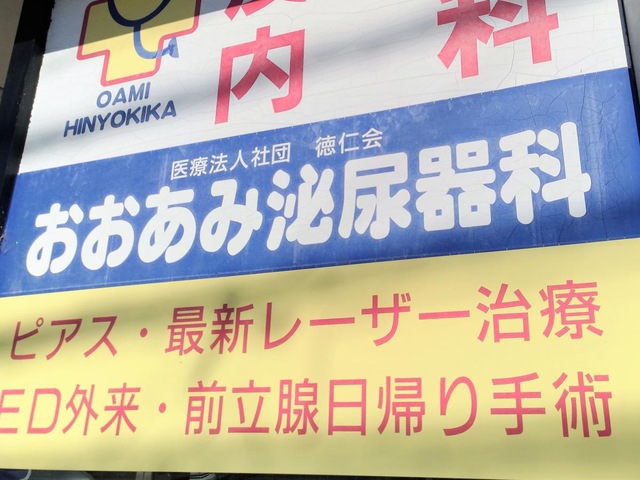 内科
OAMI
HINYOKIKA
医療法人社団 徳仁会
おおあみ泌尿器科
ピアス・最新レーザー治療
ED外来・前立腺日帰り手術